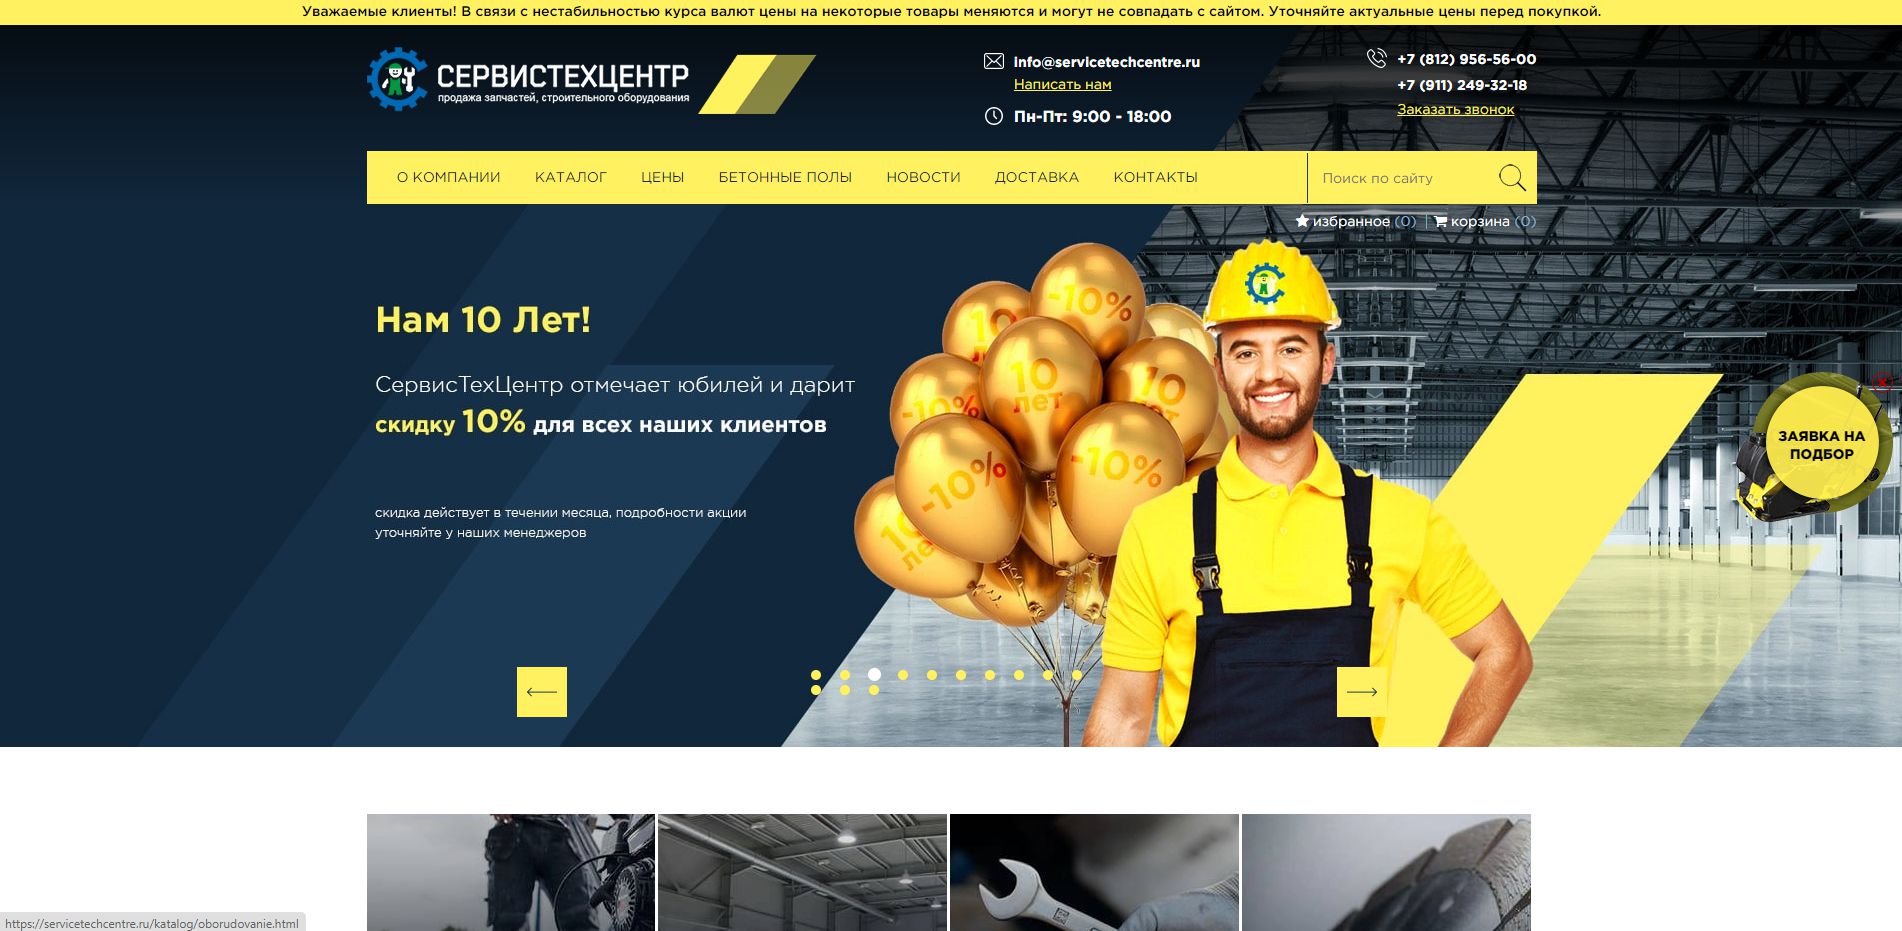 Уважаемые клиенты! В связи с нестабильностью курса валют цены на некоторые товары меняются и могут не совпадать с сайтом. Уточняйте актуальные цены перед покупкой.
СЕРВИСТЕХЦЕНТР
продажа запчастей, строительного оборудования
info@servicetechcentre.ru
Написать нам
Пн-Пт: 9:00 - 18:00
+7 (812) 956-56-00
+7 (911) 249-32-18
Заказать звонок
О КОМПАНИИ КАТАЛОГ ЦЕНЫ БЕТОННЫЕ ПОЛЫ НОВОСТИ ДОСТАВКА КОНТАКТЫ Поиск по сайту
избранное (0) корзина (0)
Нам 10 Лет!
СервисТехЦентр отмечает юбилей и дарит
скидку 10% для всех наших клиентов
скидка действует в течении месяца, подробности акции
уточняйте у наших менеджеров
-10%
10
лет
10
лет
-10%
10
лет
-10%
-10%
10
лет
ЗАЯВКА НА
ПОДБОР
https://servicetechcentre.ru/katalog/oborudovanie.html